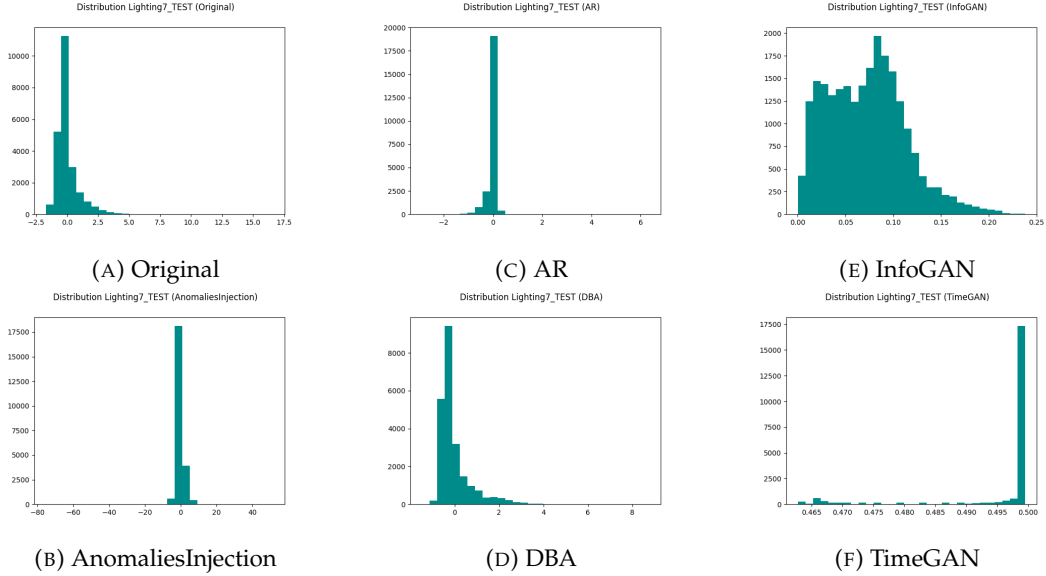 Distribution Lighting7_TEST (Original)
10000
8000
6000
4000
2000
0
−2.5 0.0 2.5 5.0 7.5 10.0 12.5 15.0 17.5
(A) Original
Distribution Lighting7_TEST (AR)
20000
17500
15000
12500
10000
7500
5000
2500
0
−2 0 2 4 6
(C) AR
Distribution Lighting7_TEST (InfoGAN)
2000
1750
1500
1250
1000
750
500
250
0
0.00 0.05 0.10 0.15 0.20 0.25
(E) InfoGAN
Distribution Lighting7_TEST (AnomaliesInjection)
17500
15000
12500
10000
7500
5000
2500
0
−80 −60 −40 −20 0 20 40
(B) AnomaliesInjection
Distribution Lighting7_TEST (DBA)
8000
6000
4000
2000
0
0 2 4 6 8
(D) DBA
Distribution Lighting7_TEST (TimeGAN)
17500
15000
12500
10000
7500
5000
2500
0
0.465 0.470 0.475 0.480 0.485 0.490 0.495 0.500
(F) TimeGAN